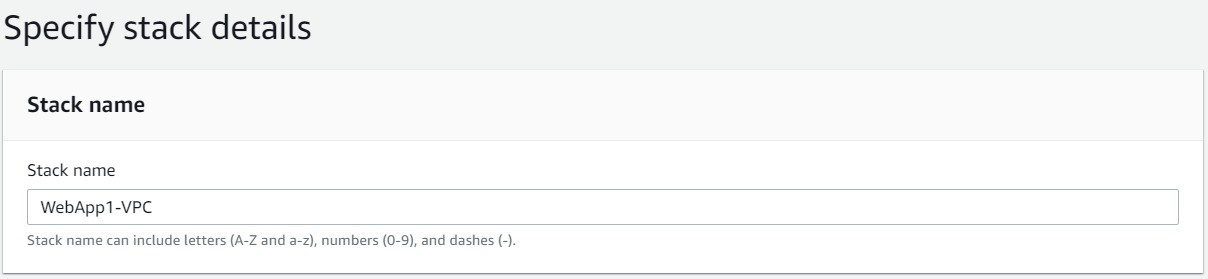 Specify stack details
Stack name
Stack name
WebApp1-VPC
Stack name can include letters (A-Z and a-z), numbers (0-9), and dashes (-).